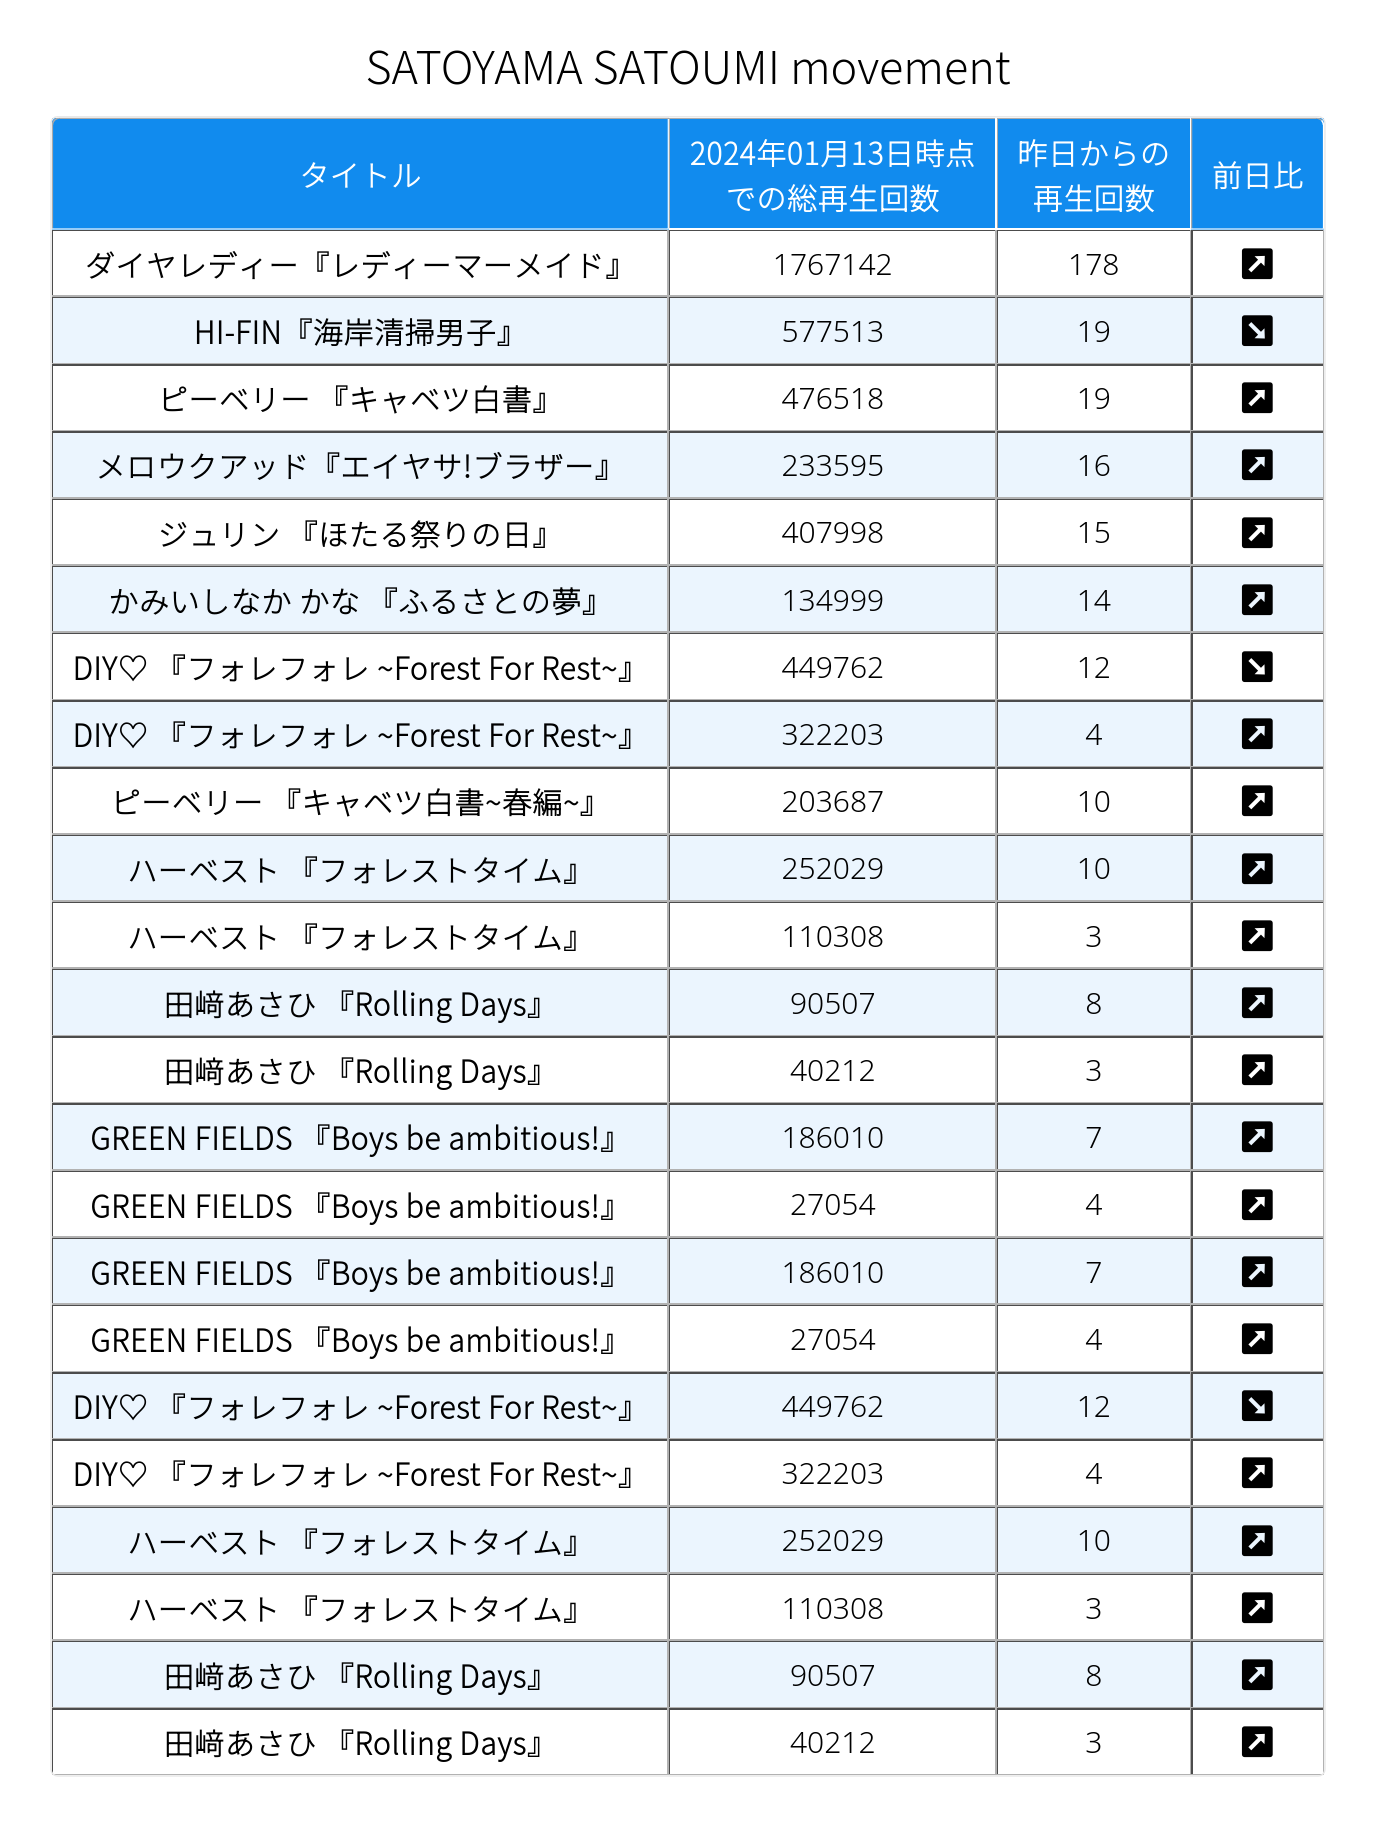 SATOYAMA SATOUMI movement
タイトル 2024年01月13日時点での総再生回数 昨日からの再生回数 前日比
ダイヤレディー『レディーマーメイド』 1767142 178 ↗
HI-FIN『海岸清掃男子』 577513 19 ↘
ピーベリー 『キャベツ白書』 476518 19 ↗
メロウクアッド『エイヤサ!ブラザー』 233595 16 ↗
ジュリン 『ほたる祭りの日』 407998 15 ↗
かみいしなか かな 『ふるさとの夢』 134999 14 ↗
DIY♡ 『フォレフォレ ~Forest For Rest~』 449762 12 ↘
DIY♡ 『フォレフォレ ~Forest For Rest~』 322203 4 ↗
ピーベリー 『キャベツ白書~春編~』 203687 10 ↗
ハーベスト 『フォレストタイム』 252029 10 ↗
ハーベスト 『フォレストタイム』 110308 3 ↗
田﨑あさひ 『Rolling Days』 90507 8 ↗
田﨑あさひ 『Rolling Days』 40212 3 ↗
GREEN FIELDS 『Boys be ambitious!』 186010 7 ↗
GREEN FIELDS 『Boys be ambitious!』 27054 4 ↗
GREEN FIELDS 『Boys be ambitious!』 186010 7 ↗
GREEN FIELDS 『Boys be ambitious!』 27054 4 ↗
DIY♡ 『フォレフォレ ~Forest For Rest~』 449762 12 ↘
DIY♡ 『フォレフォレ ~Forest For Rest~』 322203 4 ↗
ハーベスト 『フォレストタイム』 252029 10 ↗
ハーベスト 『フォレストタイム』 110308 3 ↗
田﨑あさひ 『Rolling Days』 90507 8 ↗
田﨑あさひ 『Rolling Days』 40212 3 ↗